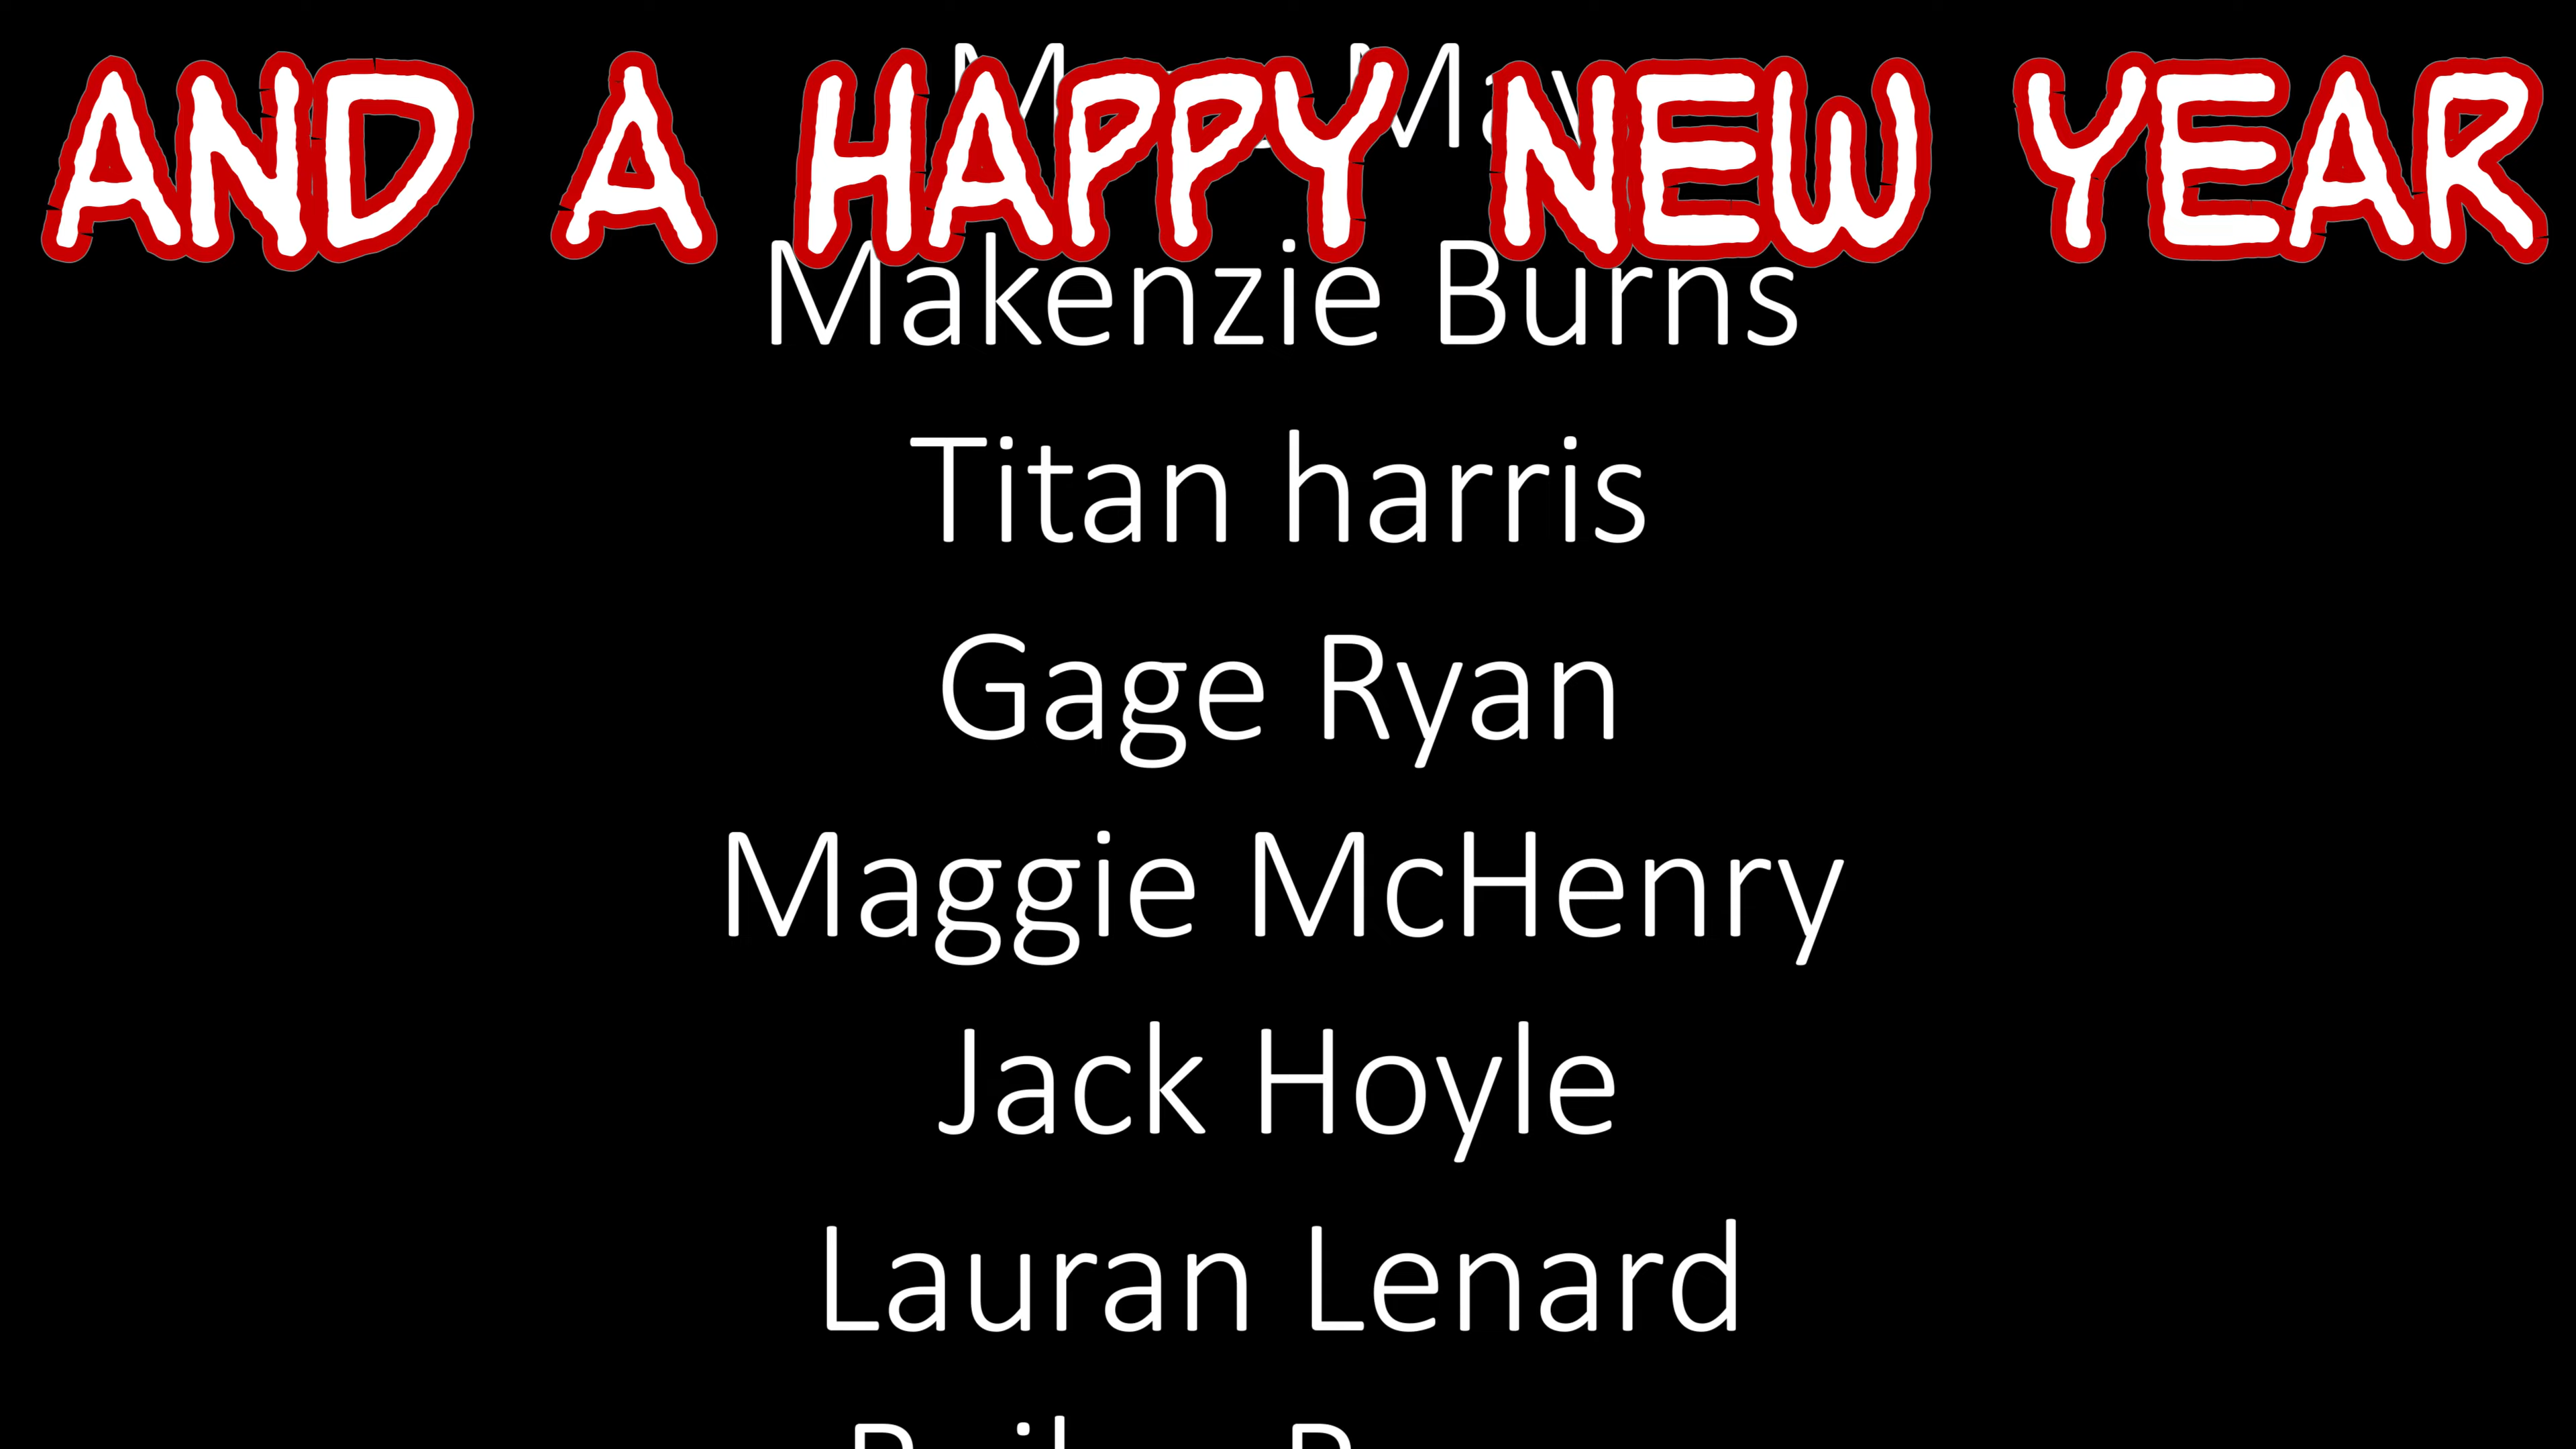 AND A HAPPY NEW YEAR
Makenzie Burns
Titan harris
Gage Ryan
Maggie McHenry
Jack Hoyle
Lauran Lenard